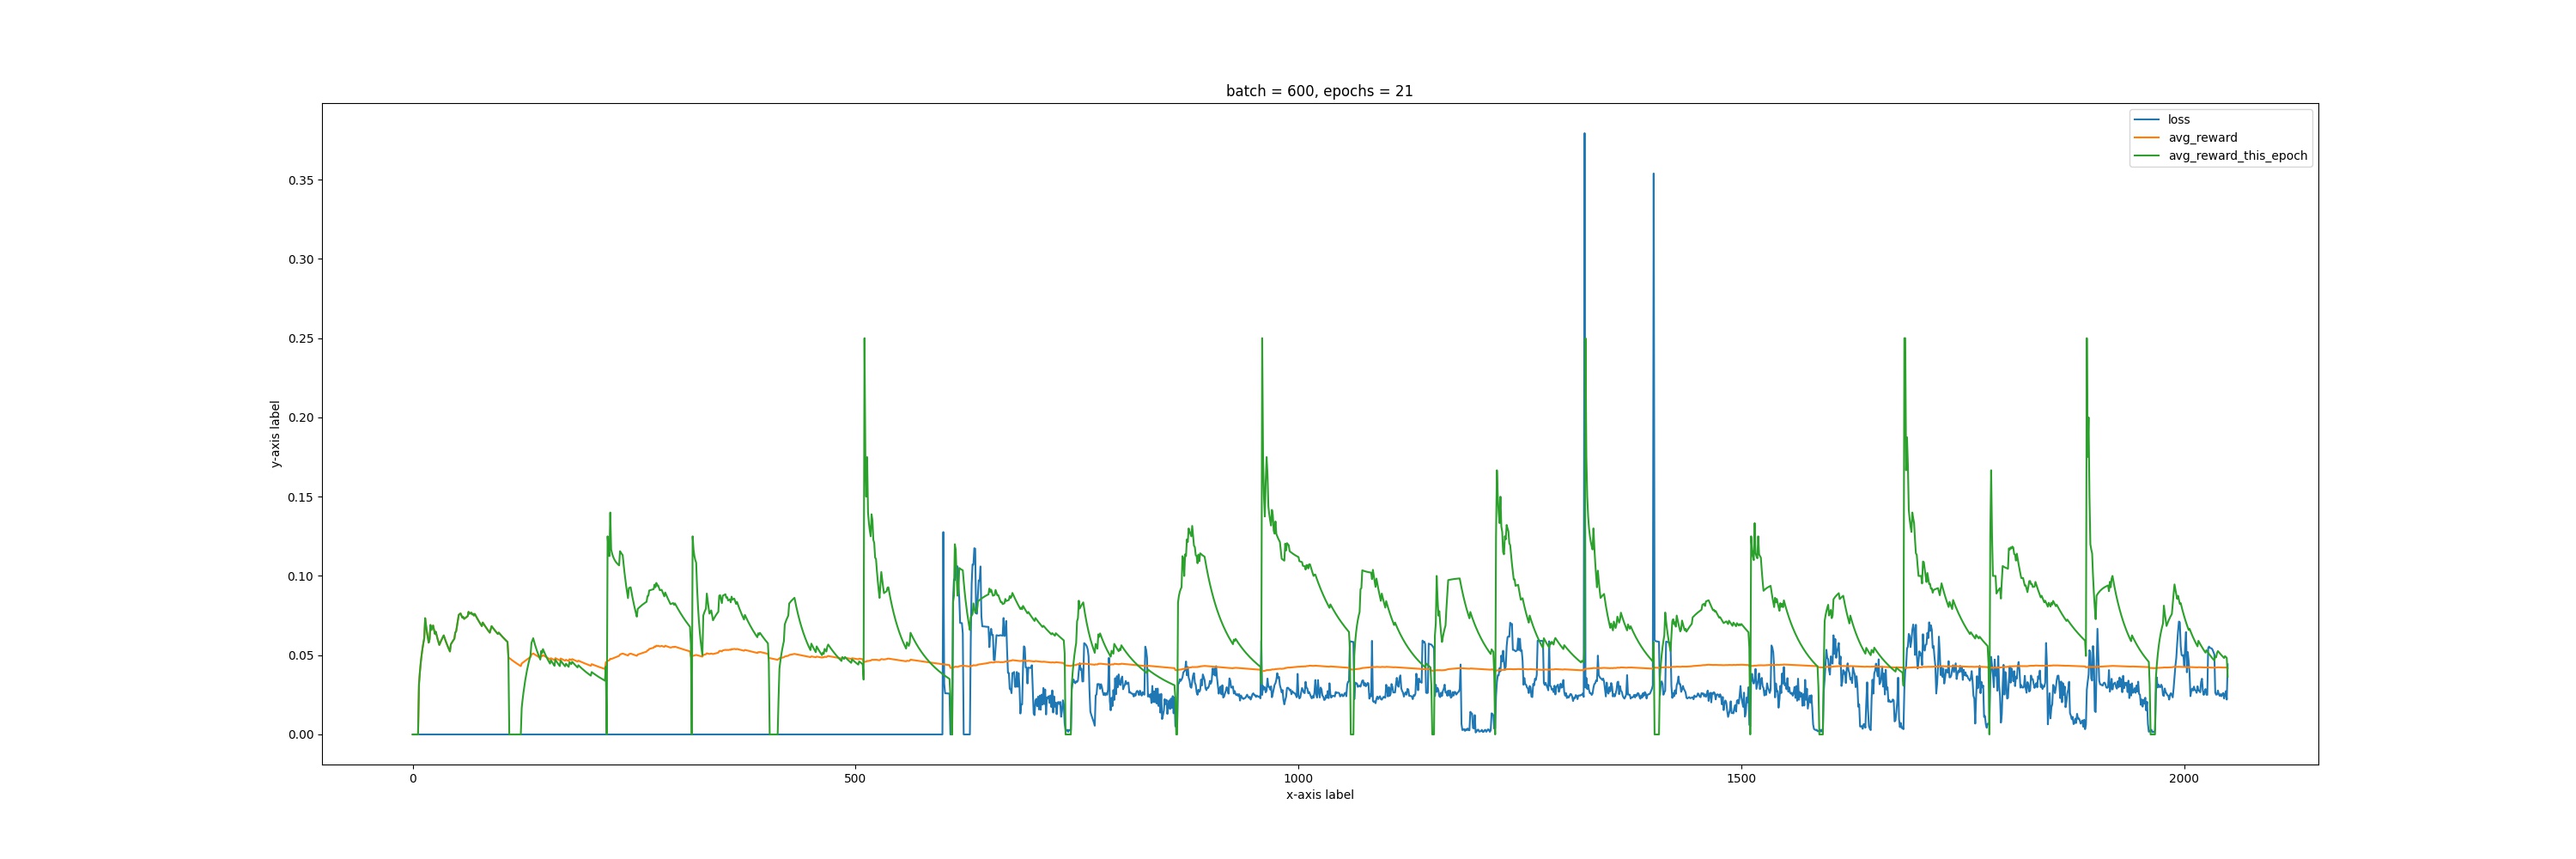 batch = 600, epochs = 21
loss
avg_reward
avg_reward_this_epoch
y-axis label
0.35
0.30
0.25
0.20
0.15
0.10
0.05
0.00
0 500 1000 1500 2000
x-axis label